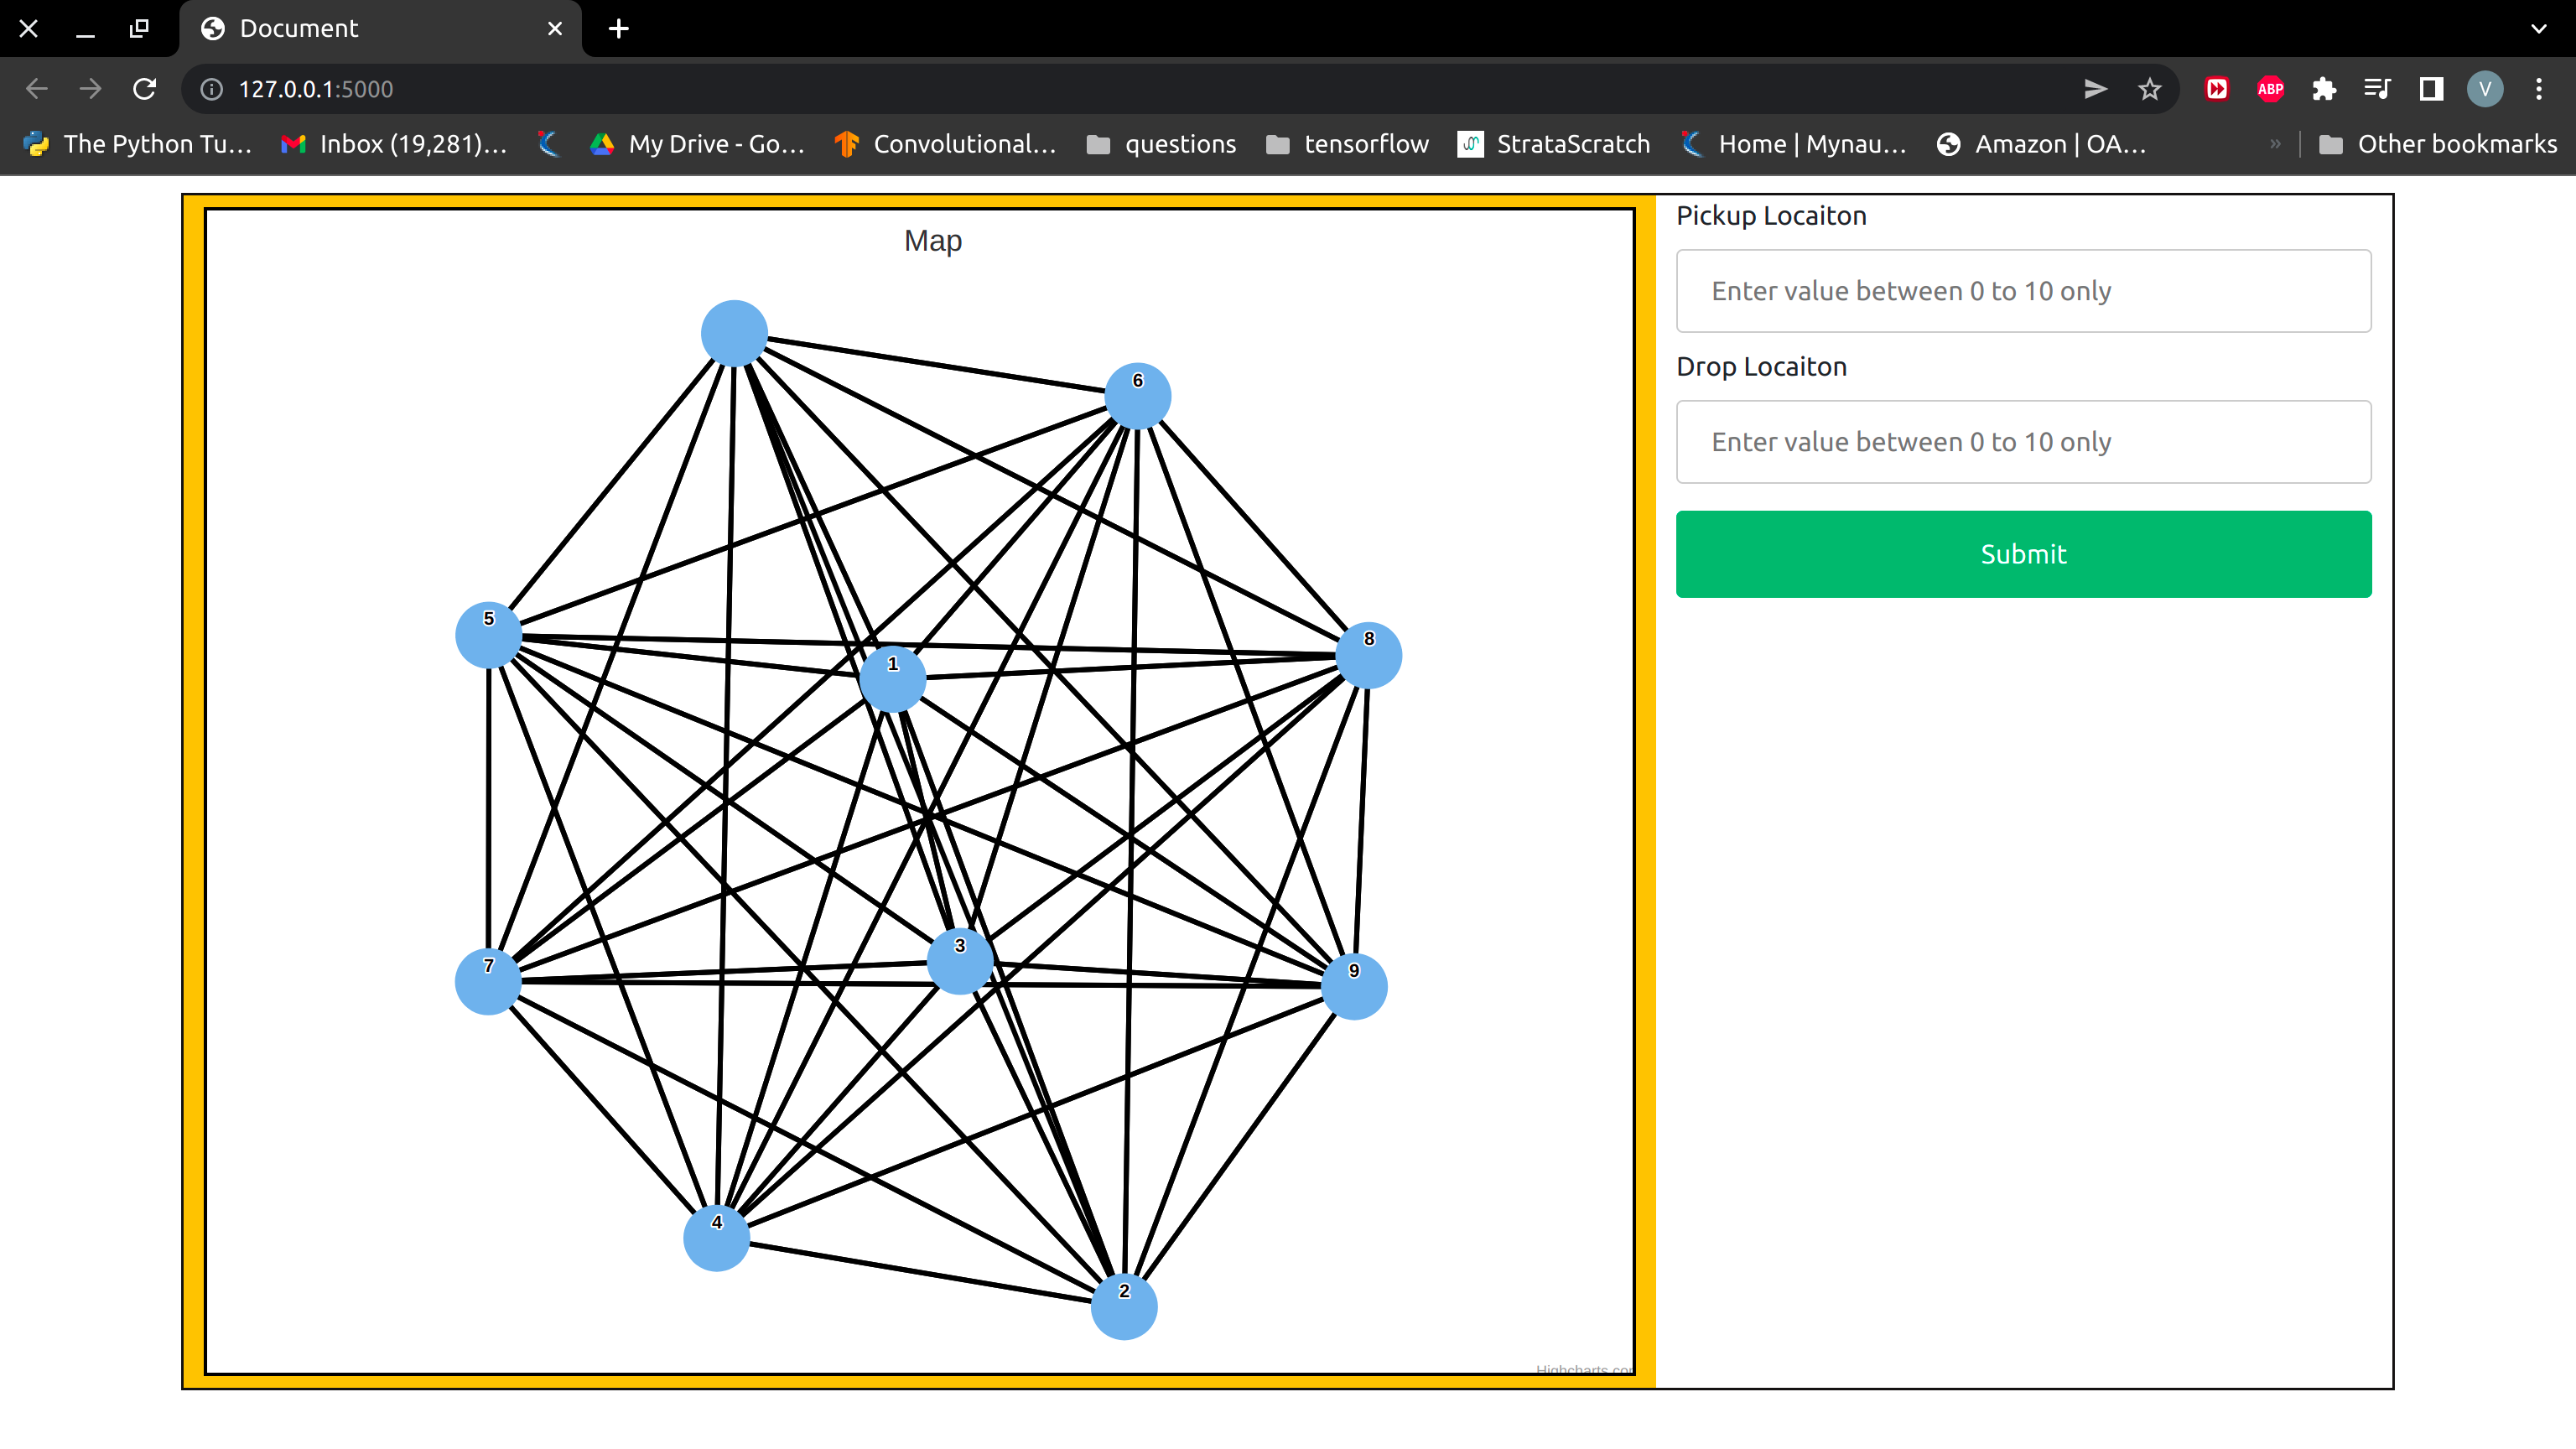 Document
127.0.0.1:5000
ABP
V
The Python Tu...
Inbox (19,281)...
My Drive - Go...
Convolutional...
questions
tensorflow
StrataScratch
Home | Mynau...
Amazon | OA...
»
Other bookmarks
Map
6
5
8
1
3
7
9
4
2
Highcharts.co
Pickup Locaiton
Enter value between 0 to 10 only
Drop Locaiton
Enter value between 0 to 10 only
Submit